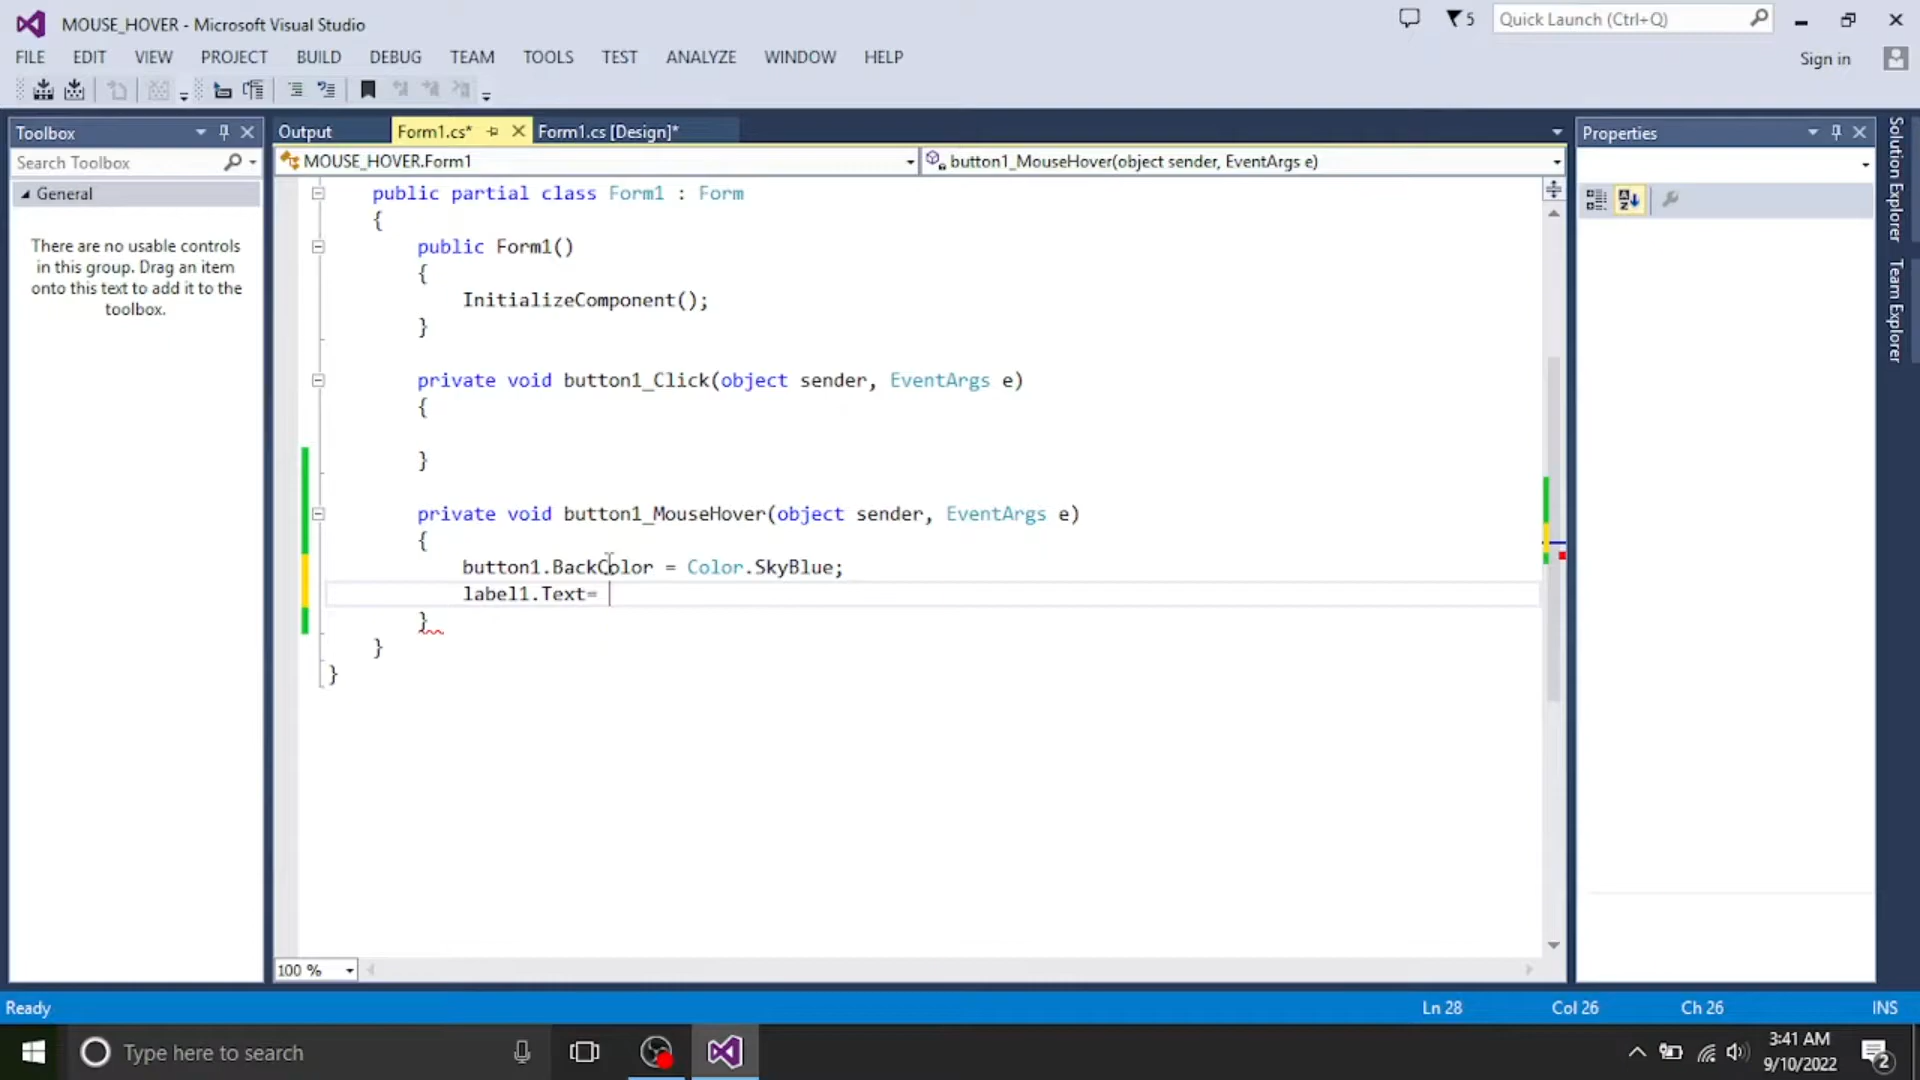 MOUSE_HOVER - Microsoft Visual Studio
5
Quick Launch (Ctrl+Q)
FILE EDIT VIEW PROJECT BUILD DEBUG TEAM TOOLS TEST ANALYZE WINDOW HELP
Sign in
Toolbox
Search Toolbox
General
There are no usable controls
in this group. Drag an item
onto this text to add it to the
toolbox.
Output
Form1.cs*
Form1.cs [Design]*
MOUSE_HOVER.Form1
button1_MouseHover(object sender, EventArgs e)
public partial class Form1 : Form
{
public Form1()
{
InitializeComponent();
}
private void button1_Click(object sender, EventArgs e)
{
}
private void button1_MouseHover(object sender, EventArgs e)
{
button1.BackColor = Color.SkyBlue;
label1.Text=
}
}
}
100 %
Properties
Solution Explorer
Team Explorer
Ready
Ln 28
Col 26
Ch 26
INS
Type here to search
3:41 AM
9/10/2022
2